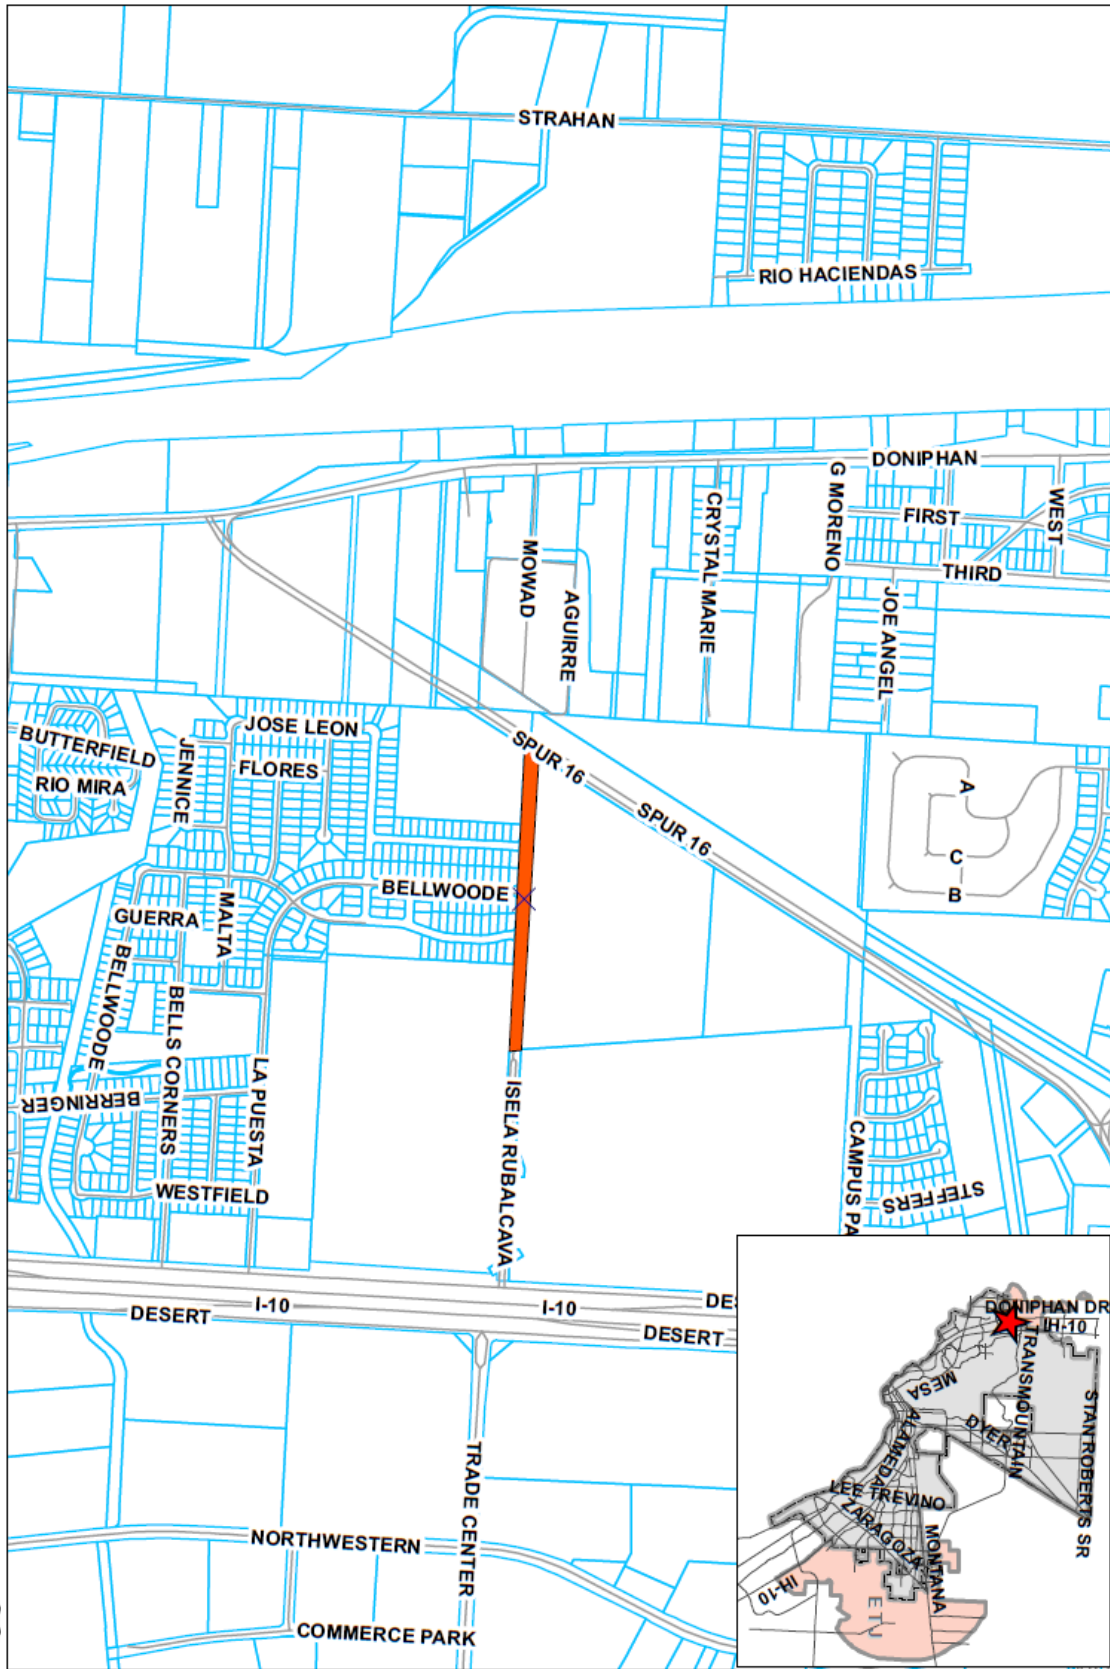 STRAHAN
RIO HACIENDAS
DONIPHAN
G MORENO
FIRST
WEST
CRYSTAL MARIE
MOWAD
THIRD
AGUIRRE
JOE ANGEL
JOSE LEON
BUTTERFIELD
JENNICE
FLORES
SPUR 16
RIO MIRA
SPUR 16
A
C
B
BELLWOODE
MALTA
GUERRA
BELLWOODE
BELLS CORNERS
LA PUESTA
BERRINGER
ISELA RUBALCAVA
CAMPUS PA
STEFFERS
WESTFIELD
I-10
I-10
DES
DESERT
DESERT
TRADE CENTER
NORTHWESTERN
COMMERCE PARK
DONIPHAN DR
IH-10
TRANSMOUNTAIN
MESA
STAN ROBERTS SR
DYER
ALAMEDA
LEE TREVINO
ZARAGOZA
MONTANA
IH-10
ETJ